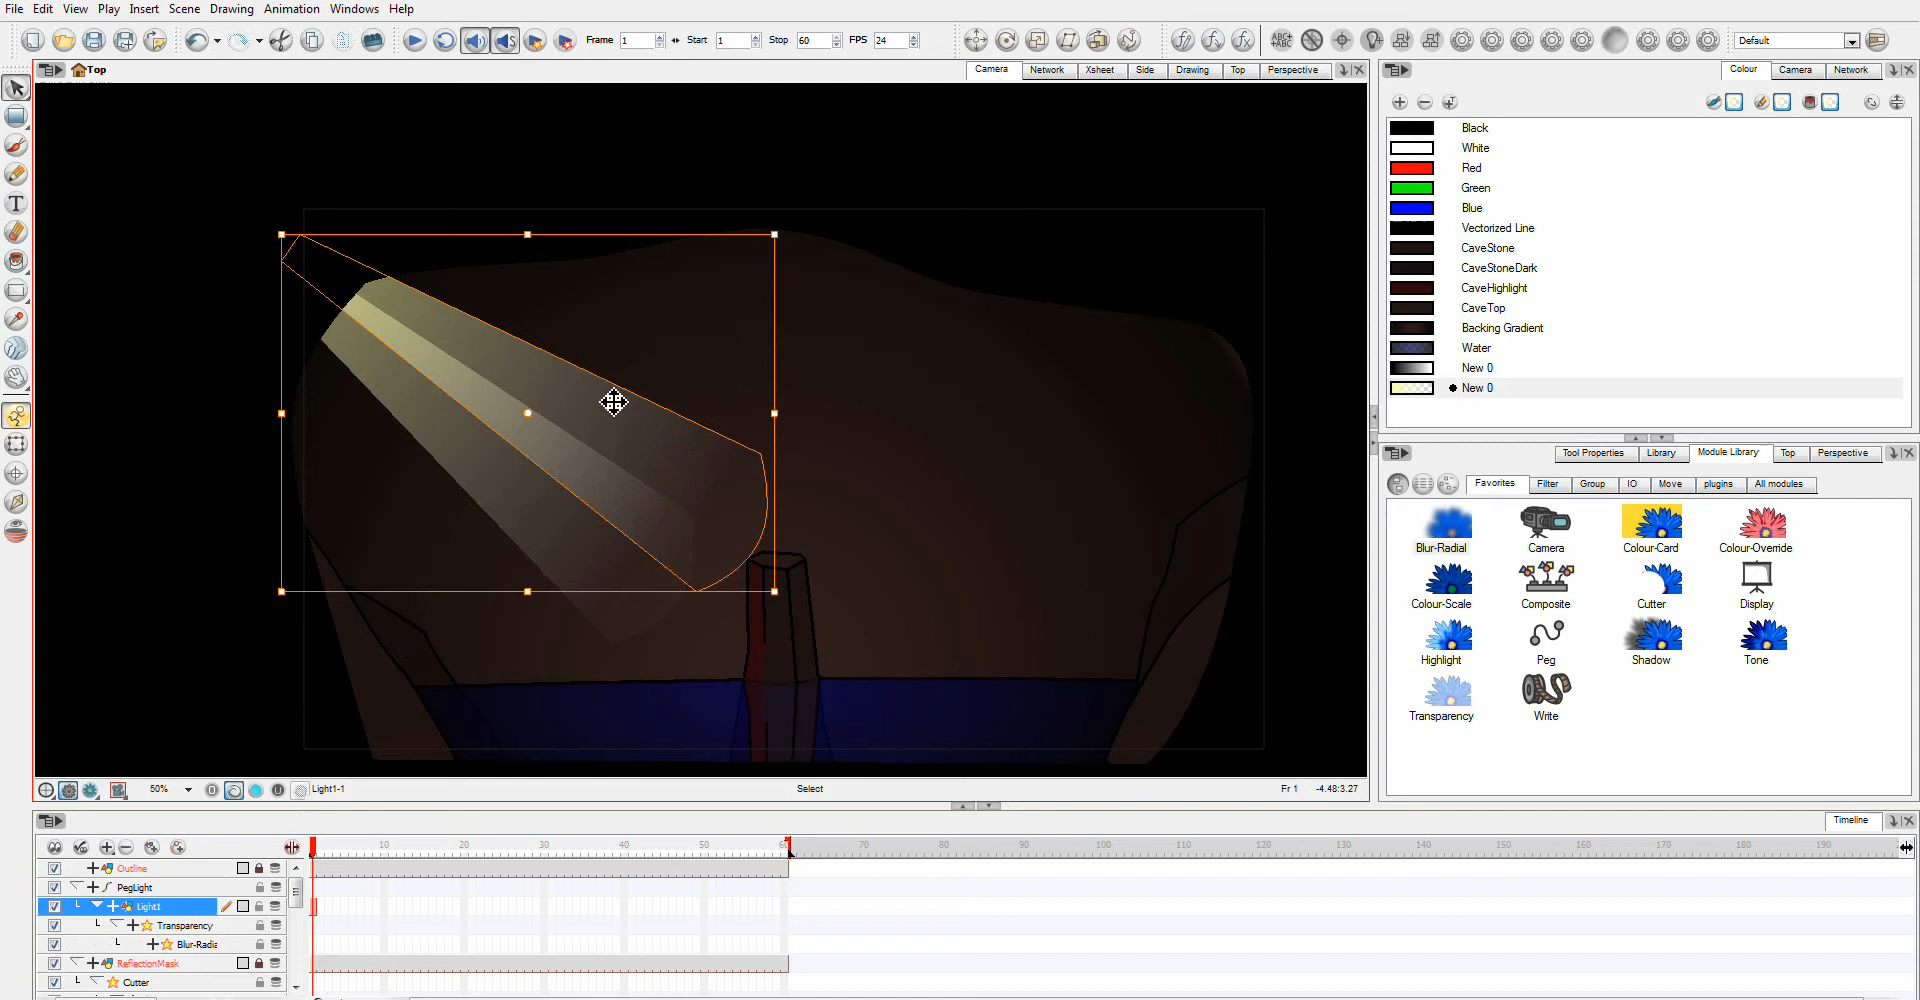 File Edit View Play Insert Scene Drawing Animation Windows Help
Frame 1 Start 1 Stop 60 FPS 24 Default
Top Camera Network Xsheet Side Drawing Top Perspective
Colour Camera Network
Black
White
Red
Green
Blue
Vectorized Line
CaveStone
CaveStoneDark
CaveHighlight
CaveTop
Backing Gradient
Water
New 0
New 0
Tool Properties Library Module Library Top Perspective
Favorites Filter Group IO Move plugins All modules
Blur-Radial Camera Colour-Card Colour-Override
Colour-Scale Composite Cutter Display
Highlight Peg Shadow Tone
Transparency Write
50% Light1-1 Select Fr 1 -4.48:3.27
Timeline
10 20 30 40 50 60 70 80 90 100 110 120 130 140 150 160 170 180 190
Outline
PegLight
Light1
Transparency
Blur-Radia
ReflectionMask
Cutter